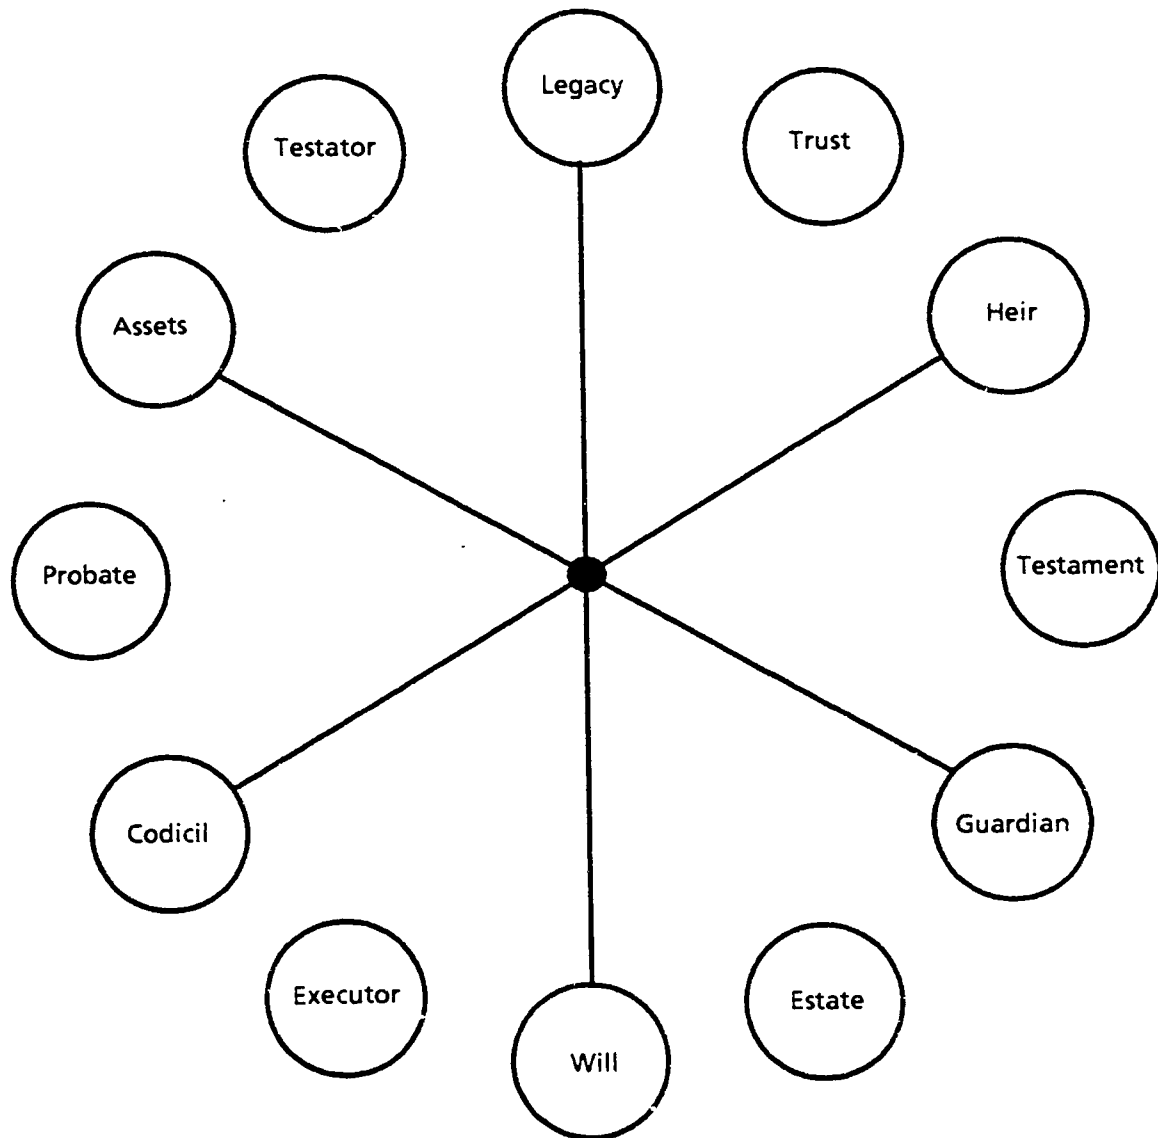 Legacy
Trust
Testator
Heir
Assets
Testament
Probate
Guardian
Codicil
Executor
Estate
Will